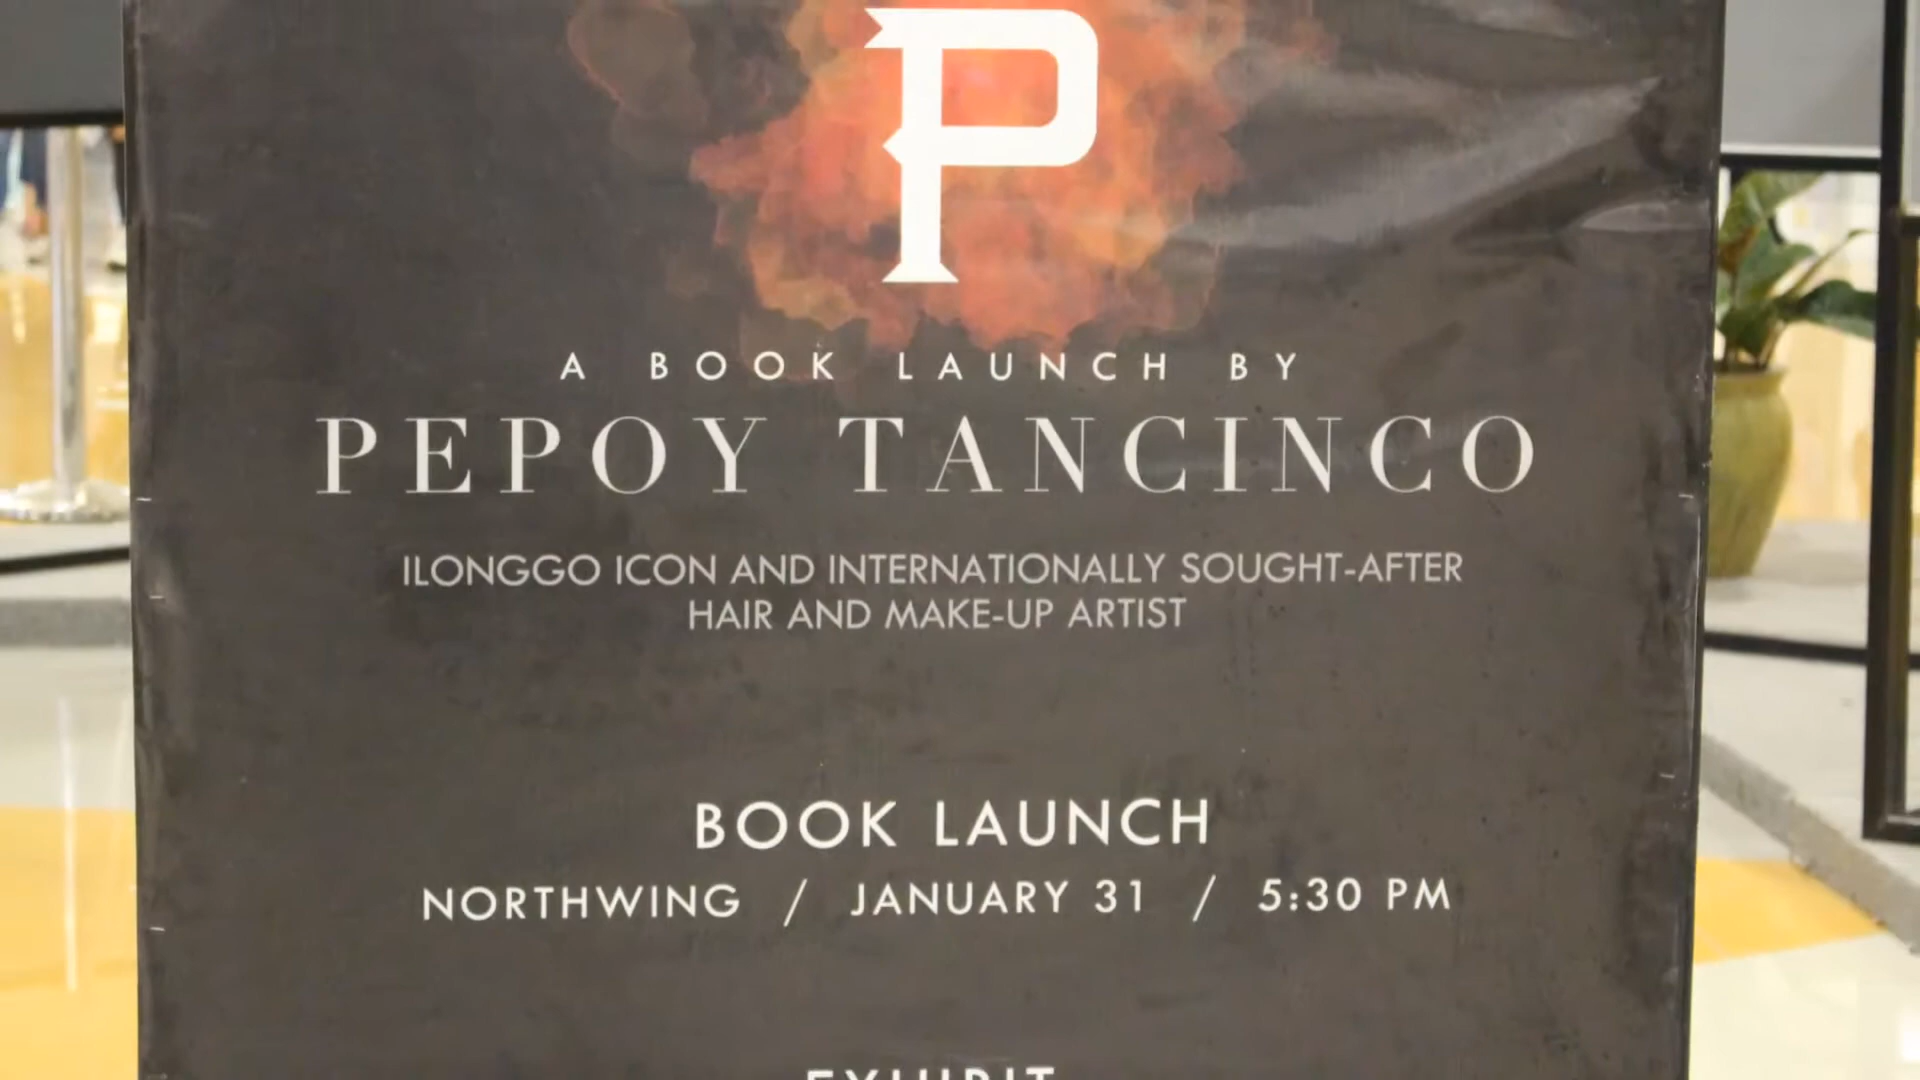 P
A BOOK LAUNCH BY
PEPOY TANCINCO
ILONGGO ICON AND INTERNATIONALLY SOUGHT-AFTER
HAIR AND MAKE-UP ARTIST
BOOK LAUNCH
NORTHWING / JANUARY 31 / 5:30 PM
EXHIBIT